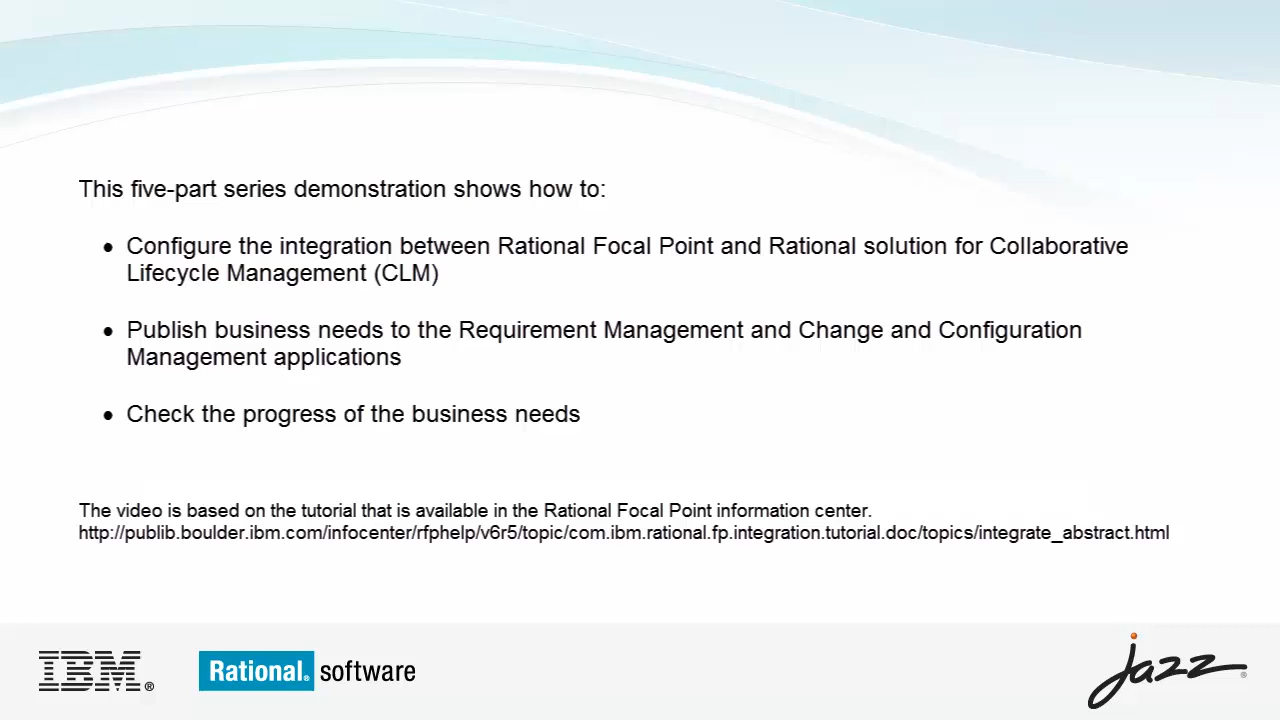 This five-part series demonstration shows how to:
• Configure the integration between Rational Focal Point and Rational solution for Collaborative
Lifecycle Management (CLM)
• Publish business needs to the Requirement Management and Change and Configuration
Management applications
• Check the progress of the business needs
The video is based on the tutorial that is available in the Rational Focal Point information center.
http://publib.boulder.ibm.com/infocenter/rfphelp/v6r5/topic/com.ibm.rational.fp.integration.tutorial.doc/topics/integrate_abstract.html
IBM® Rational® software jazz®